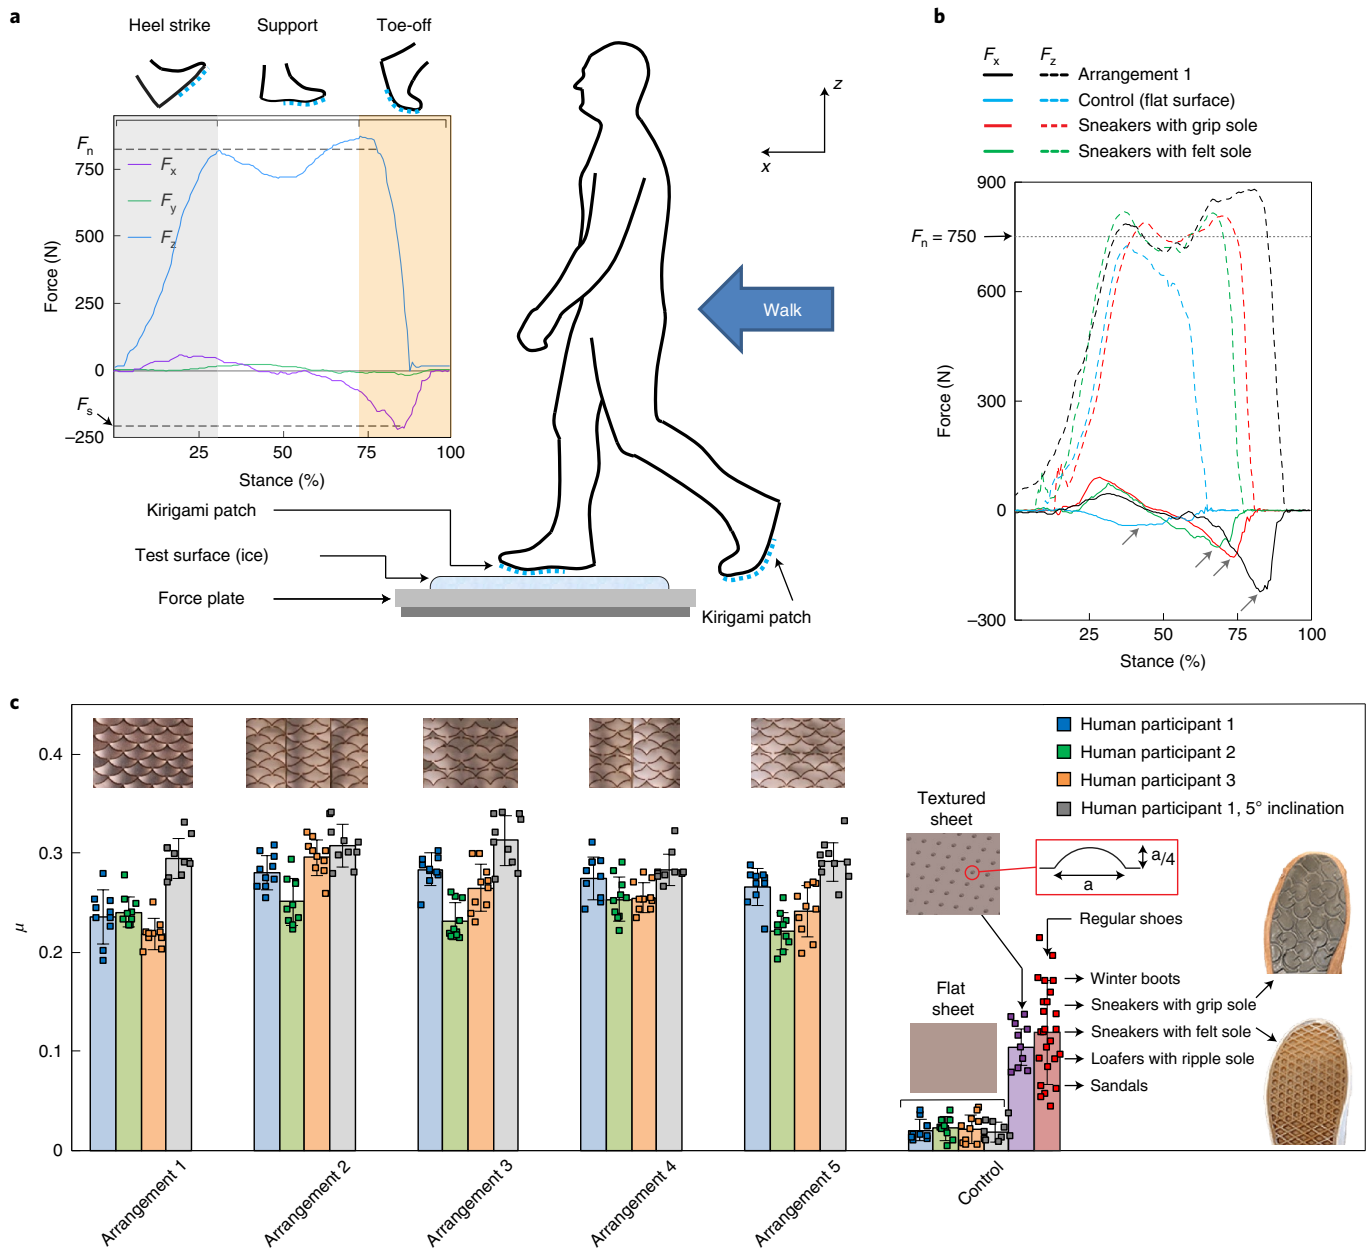 a
Heel strike
Support
Toe-off
Fn
750
500
250
0
Fs
–250
Force (N)
Fx
Fy
Fz
25
50
75
100
Stance (%)
z
x
Walk
Kirigami patch
Test surface (ice)
Force plate
Kirigami patch
b
Fx
Fz
Arrangement 1
Control (flat surface)
Sneakers with grip sole
Sneakers with felt sole
900
Fn = 750
600
300
0
–300
Force (N)
25
50
75
100
Stance (%)
c
0.4
0.3
0.2
0.1
0
μ
Human participant 1
Human participant 2
Human participant 3
Human participant 1, 5° inclination
Textured
sheet
a/4
a
Regular shoes
Flat
sheet
Winter boots
Sneakers with grip sole
Sneakers with felt sole
Loafers with ripple sole
Sandals
Arrangement 1
Arrangement 2
Arrangement 3
Arrangement 4
Arrangement 5
Control